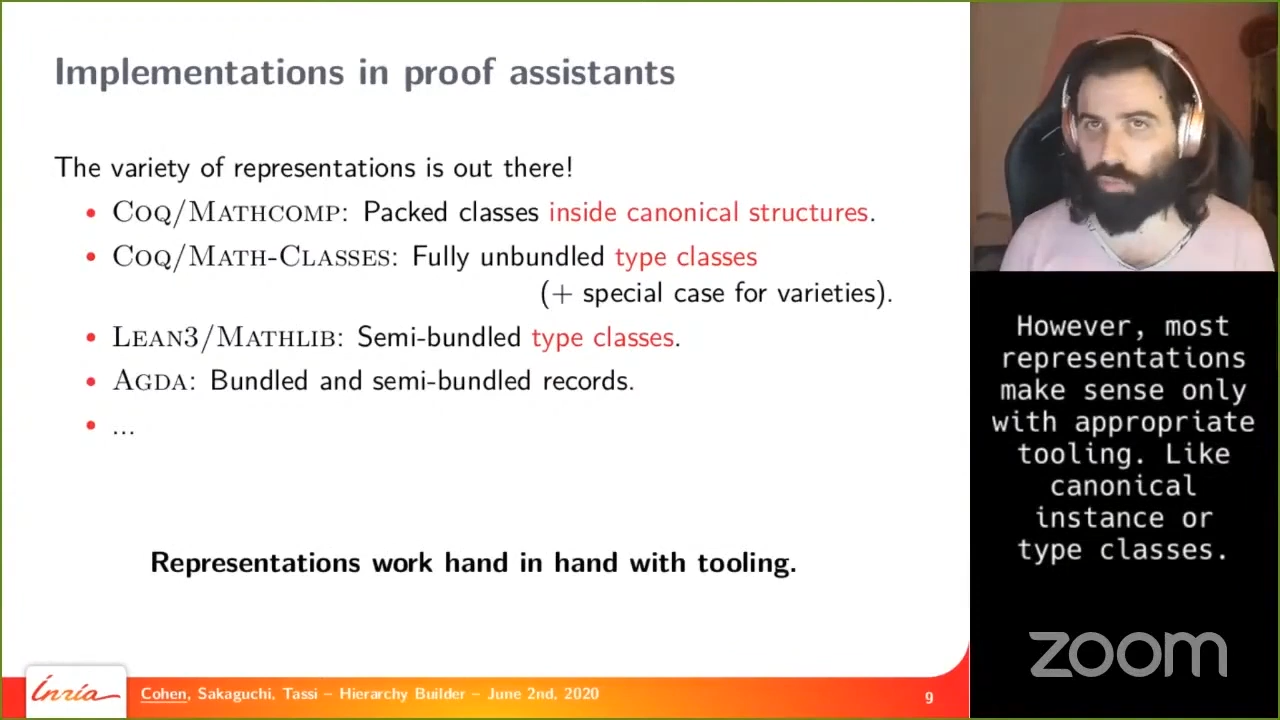 Implementations in proof assistants
The variety of representations is out there!
• Coq/Mathcomp: Packed classes inside canonical structures.
• Coq/Math-Classes: Fully unbundled type classes
(+ special case for varieties).
• Lean3/Mathlib: Semi-bundled type classes.
• Agda: Bundled and semi-bundled records.
• ...
Representations work hand in hand with tooling.
Inria
Cohen, Sakaguchi, Tassi – Hierarchy Builder – June 2nd, 2020
9
However, most
representations
make sense only
with appropriate
tooling. Like
canonical
instance or
type classes.
zoom